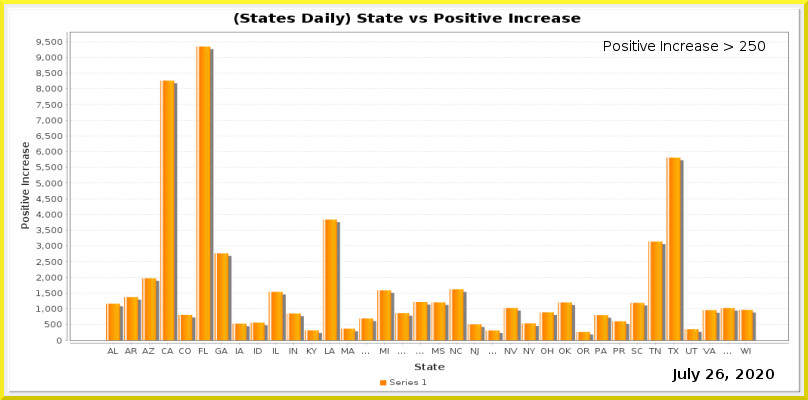 (States Daily) State vs Positive Increase
Positive Increase > 250
9,500
9,000
8,500
8,000
7,500
7,000
6,500
6,000
5,500
5,000
4,500
4,000
3,500
3,000
2,500
2,000
1,500
1,000
500
0
Positive Increase
AL AR AZ CA CO FL GA IA ID IL IN KY LA MA ... MI ... ... MS NC NJ ... NV NY OH OK OR PA PR SC TN TX UT VA ... WI
State
Series 1
July 26, 2020